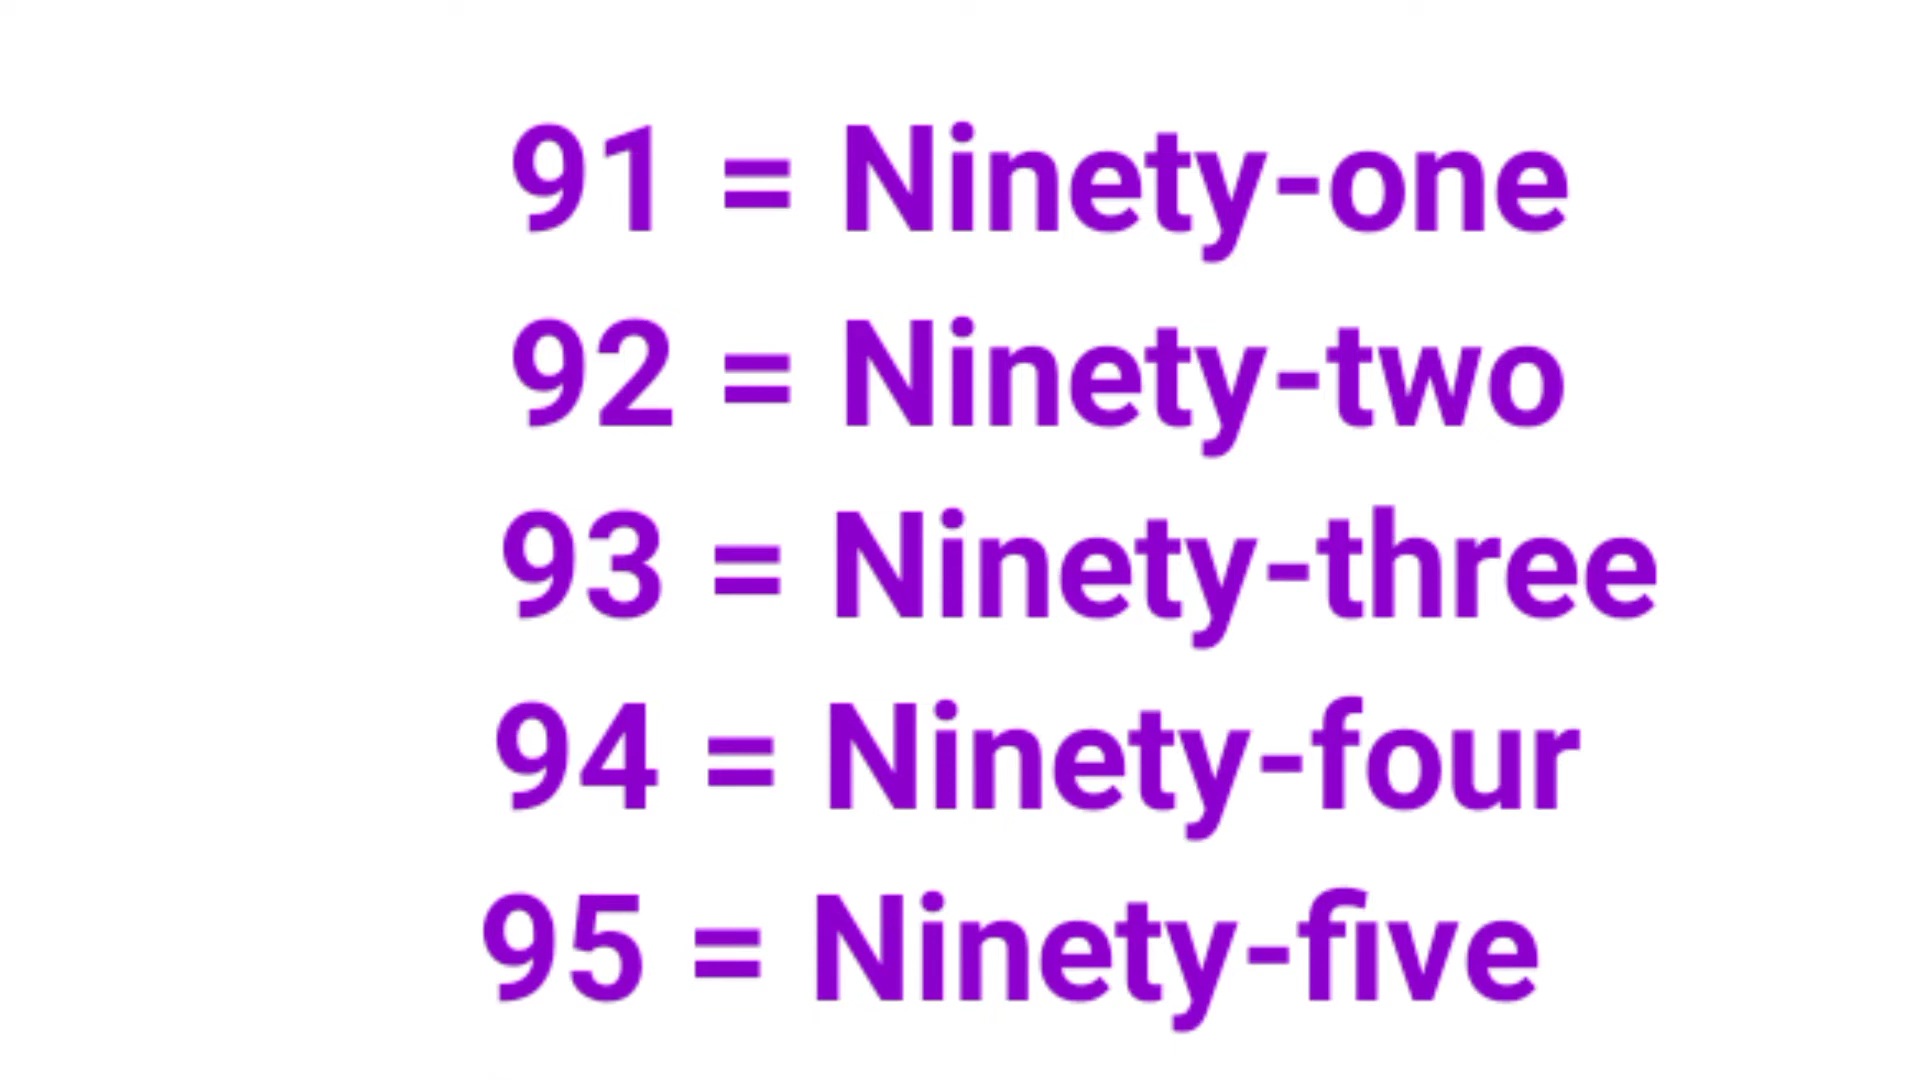 91 = Ninety-one
92 = Ninety-two
93 = Ninety-three
94 = Ninety-four
95 = Ninety-five